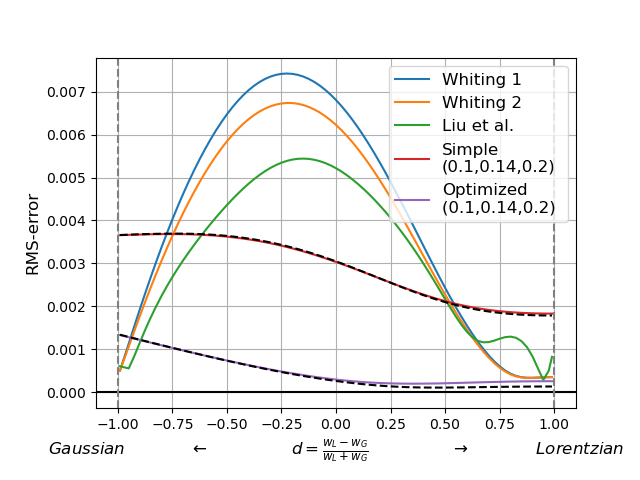 RMS-error
0.007
0.006
0.005
0.004
0.003
0.002
0.001
0.000
Whiting 1
Whiting 2
Liu et al.
Simple
(0.1,0.14,0.2)
Optimized
(0.1,0.14,0.2)
−1.00 −0.75 −0.50 −0.25 0.00 0.25 0.50 0.75 1.00
Gaussian ← d = (w_L − w_G)/(w_L + w_G) → Lorentzian